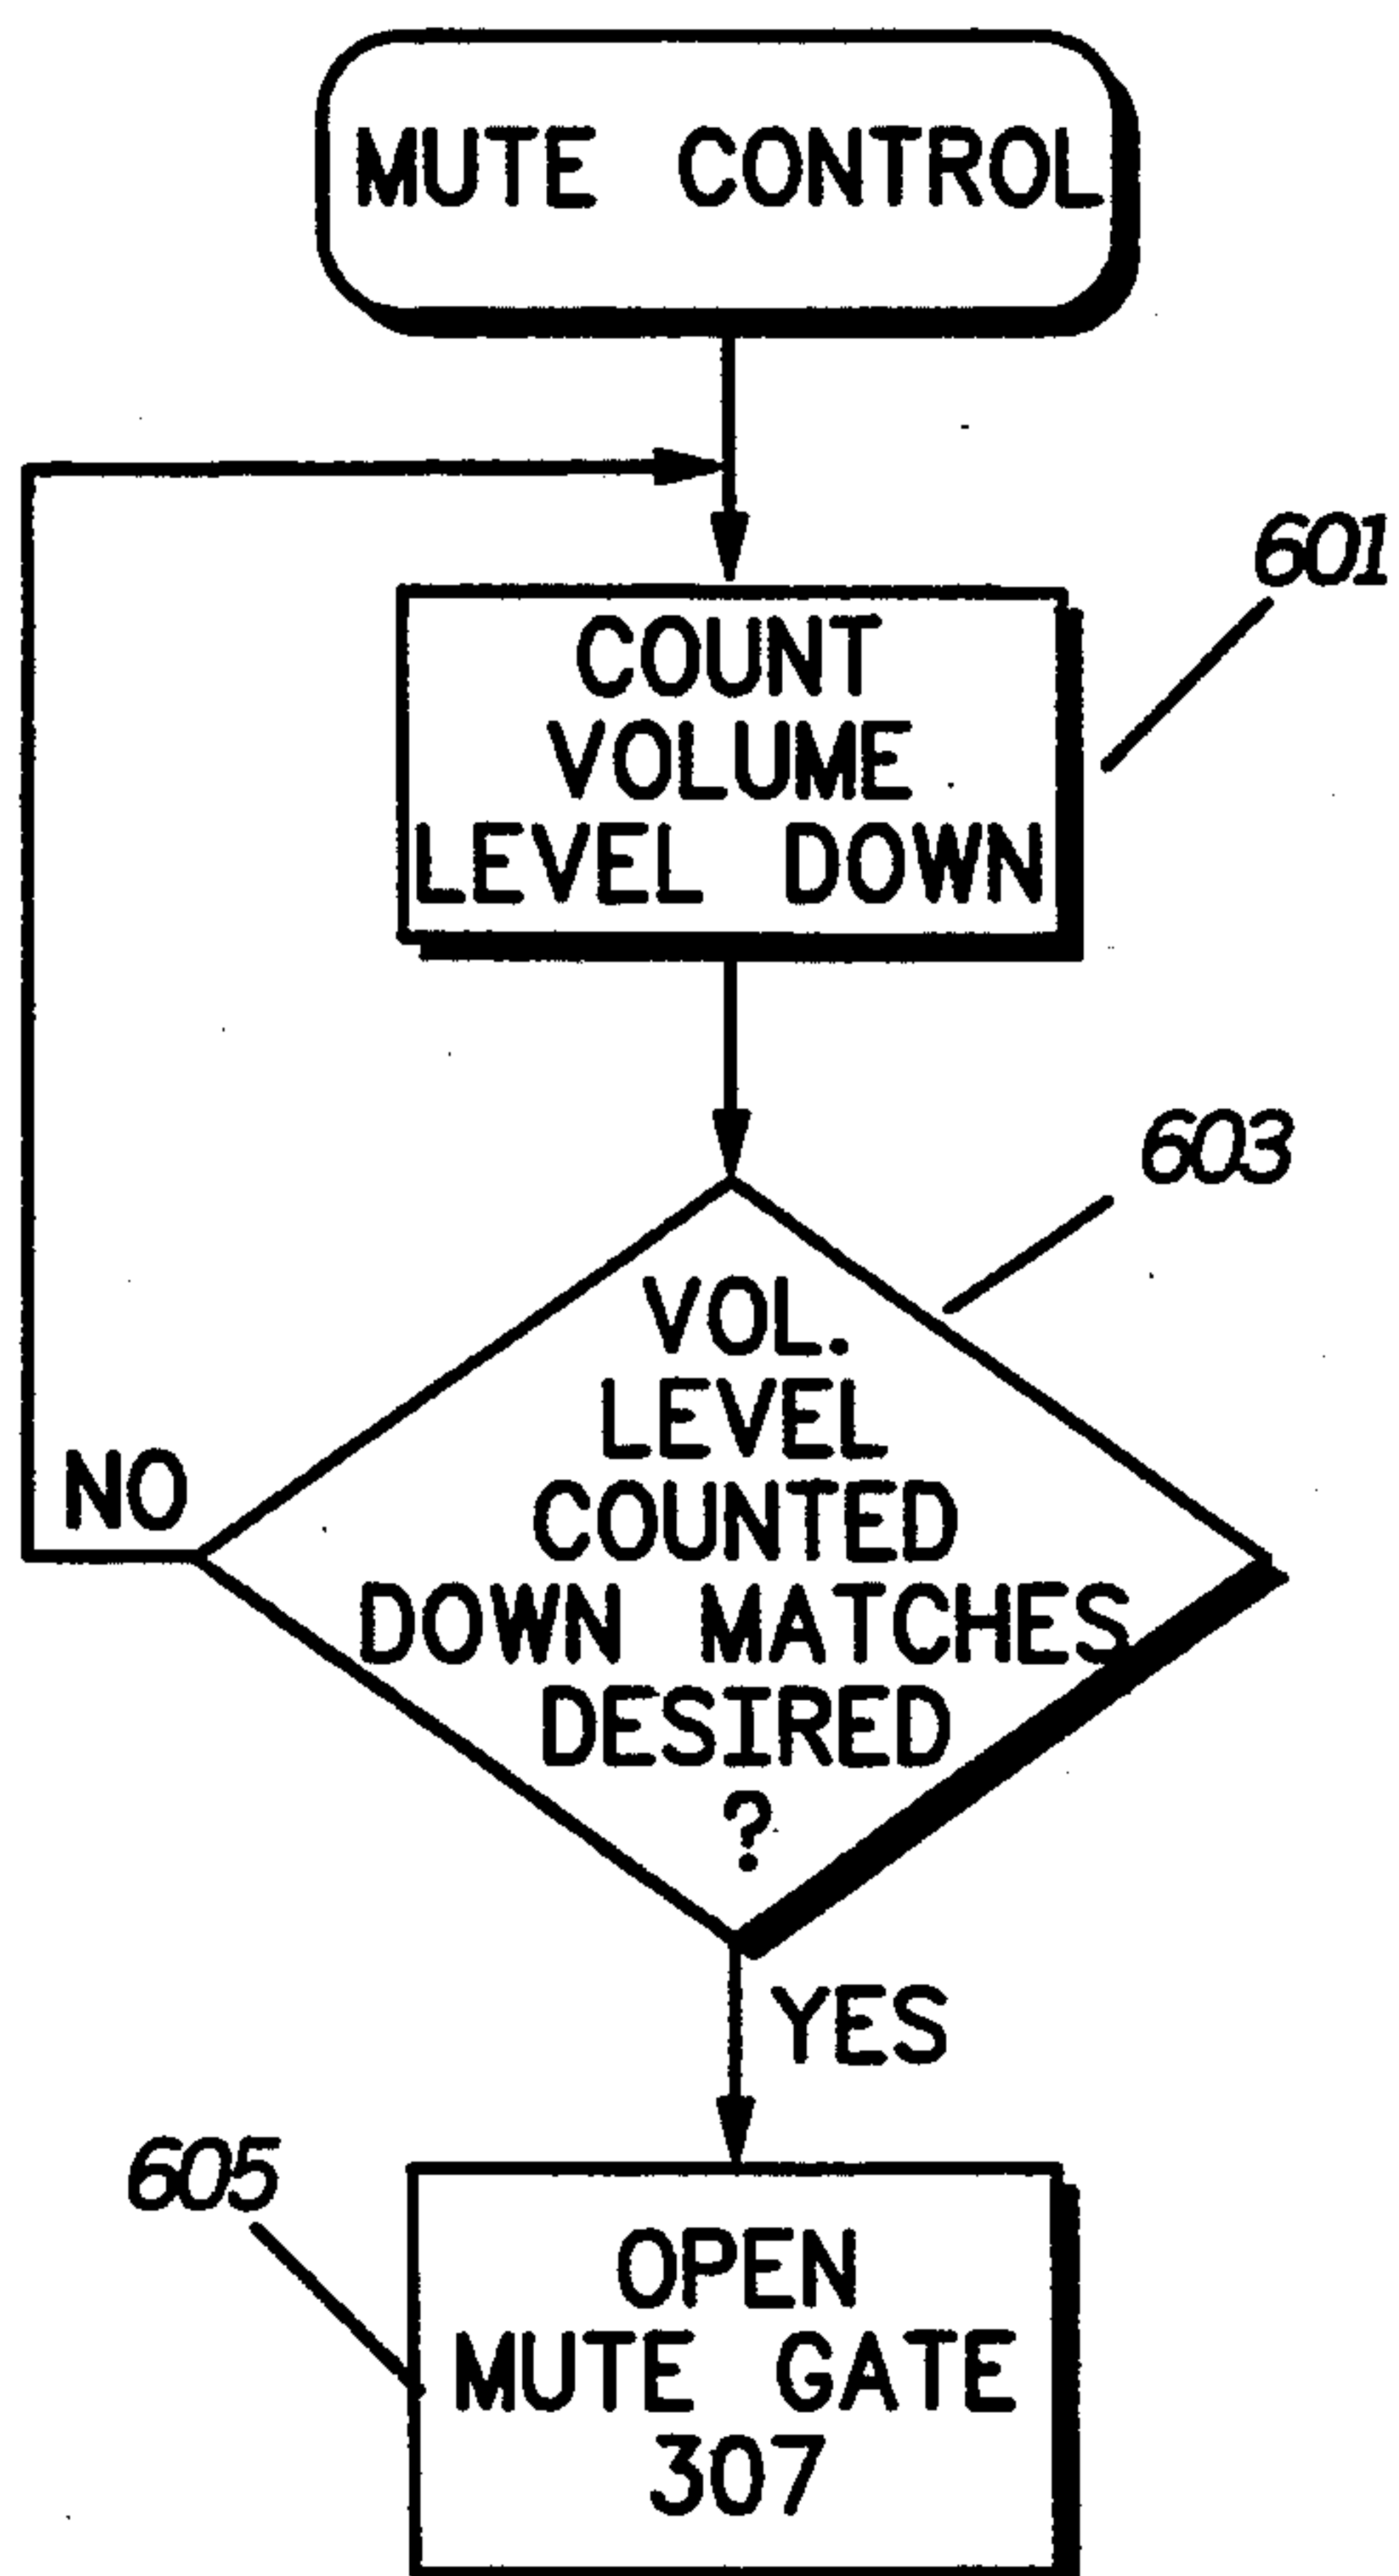 MUTE CONTROL
601
COUNT
VOLUME
LEVEL DOWN
603
VOL.
LEVEL
COUNTED
DOWN MATCHES
DESIRED
?
NO
YES
605
OPEN
MUTE GATE
307